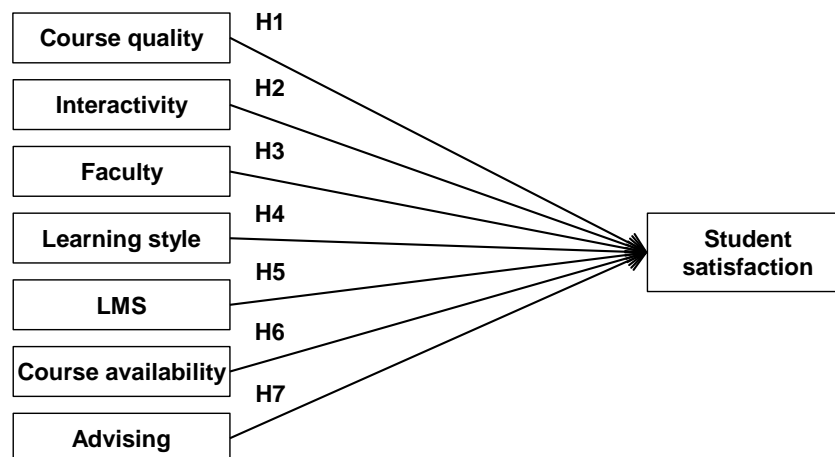 Course quality
H1
Interactivity
H2
Faculty
H3
Learning style
H4
LMS
H5
Course availability
H6
Advising
H7
Student
satisfaction